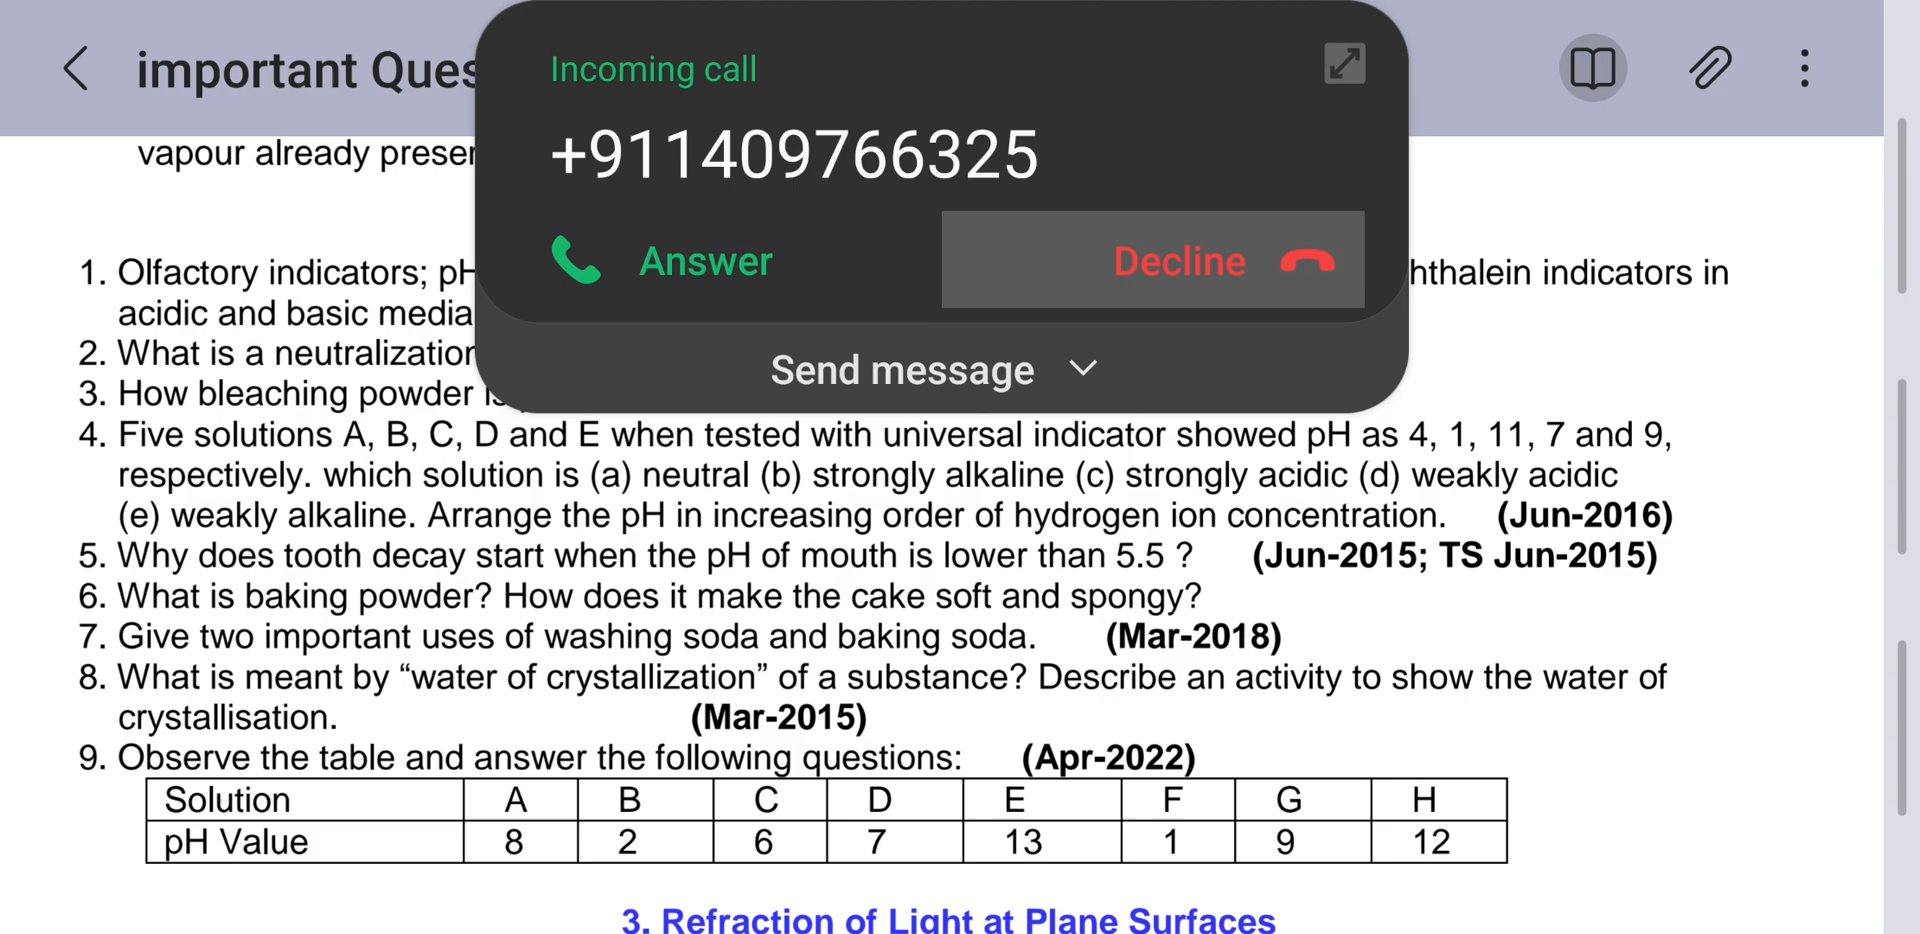 important Ques
Incoming call
+911409766325
Answer
Decline
Send message
vapour already presen
1. Olfactory indicators; pH hthalein indicators in
acidic and basic media
2. What is a neutralization
3. How bleaching powder is
4. Five solutions A, B, C, D and E when tested with universal indicator showed pH as 4, 1, 11, 7 and 9,
respectively. which solution is (a) neutral (b) strongly alkaline (c) strongly acidic (d) weakly acidic
(e) weakly alkaline. Arrange the pH in increasing order of hydrogen ion concentration. (Jun-2016)
5. Why does tooth decay start when the pH of mouth is lower than 5.5 ? (Jun-2015; TS Jun-2015)
6. What is baking powder? How does it make the cake soft and spongy?
7. Give two important uses of washing soda and baking soda. (Mar-2018)
8. What is meant by “water of crystallization” of a substance? Describe an activity to show the water of
crystallisation. (Mar-2015)
9. Observe the table and answer the following questions: (Apr-2022)
Solution A B C D E F G H
pH Value 8 2 6 7 13 1 9 12
3. Refraction of Light at Plane Surfaces